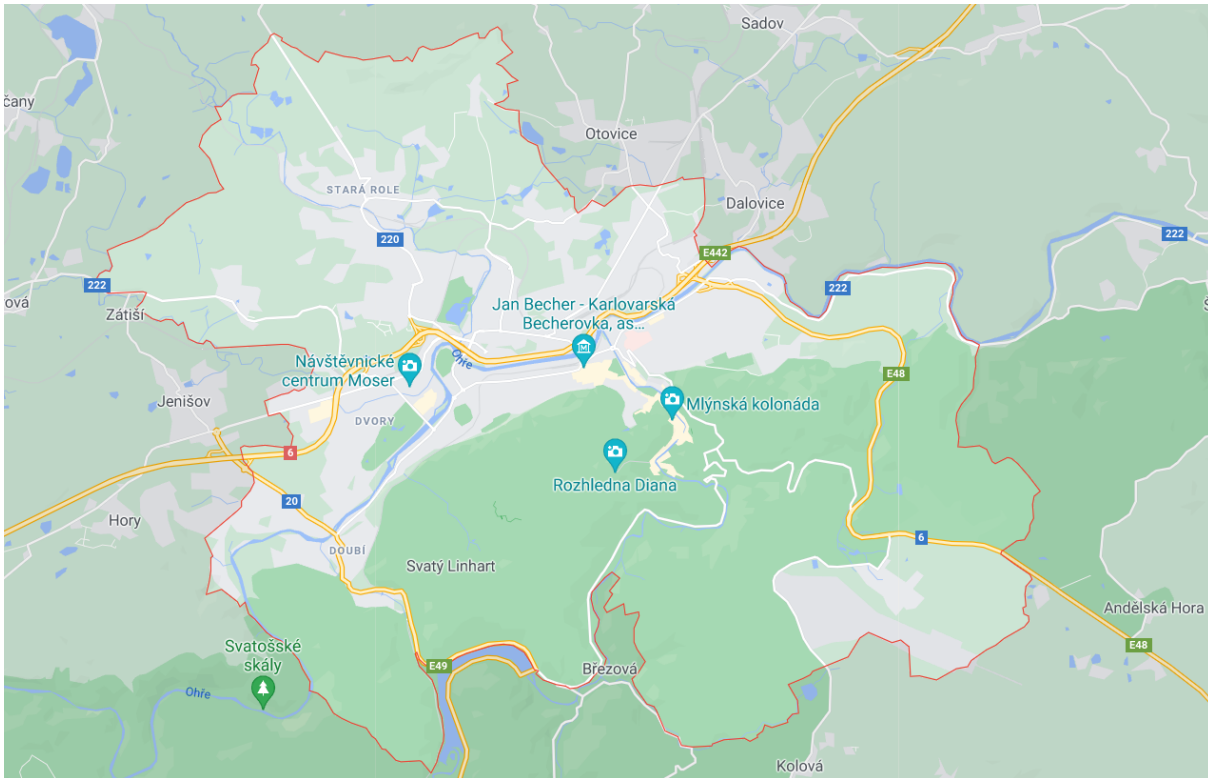 Sadov
čany
Otovice
STARÁ ROLE
Dalovice
220
222
E442
222
222
ová
Zátiší
Jan Becher - Karlovarská
Becherovka, as...
Ohře
Návštěvnické
centrum Moser
E48
Jenišov
Mlýnská kolonáda
DVORY
6
Rozhledna Diana
20
Hory
6
DOUBÍ
Svatý Linhart
Andělská Hora
Svatošské
skály
E48
E49
Březová
Ohře
Kolová